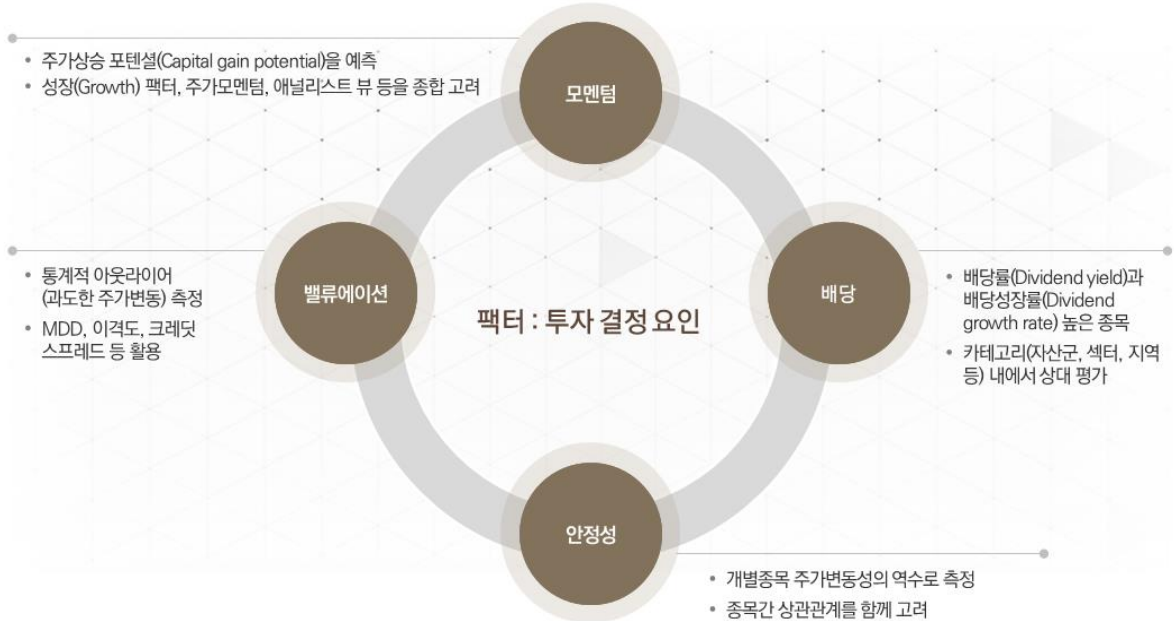 • 주가상승 포텐셜(Capital gain potential)을 예측
• 성장(Growth) 팩터, 주가모멘텀, 애널리스트 뷰 등을 종합 고려
모멘텀
• 통계적 아웃라이어
(과도한 주가변동) 측정
• MDD, 이격도, 크레딧
스프레드 등 활용
밸류에이션
팩터 : 투자 결정 요인
배당
• 배당률(Dividend yield)과
배당성장률(Dividend
growth rate) 높은 종목
• 카테고리(자산군, 섹터, 지역
등) 내에서 상대 평가
안정성
• 개별종목 주가변동성의 역수로 측정
• 종목간 상관관계를 함께 고려